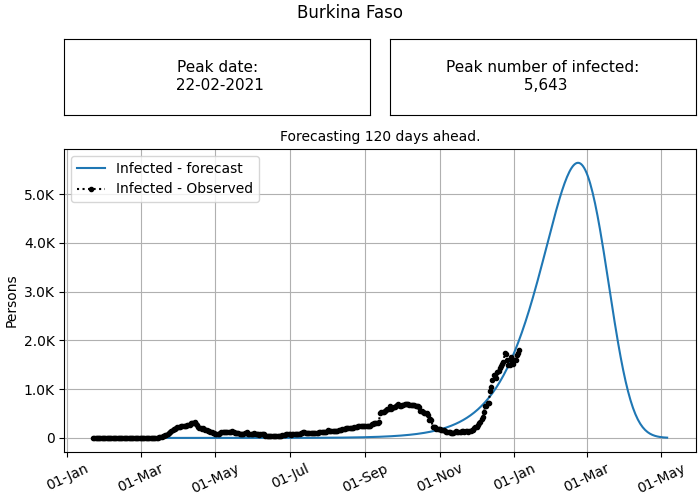 Burkina Faso
Peak date:
22-02-2021
Peak number of infected:
5,643
Forecasting 120 days ahead.
Infected - forecast
Infected - Observed
5.0K
4.0K
3.0K
2.0K
1.0K
0
Persons
01-Jan
01-Mar
01-May
01-Jul
01-Sep
01-Nov
01-Jan
01-Mar
01-May